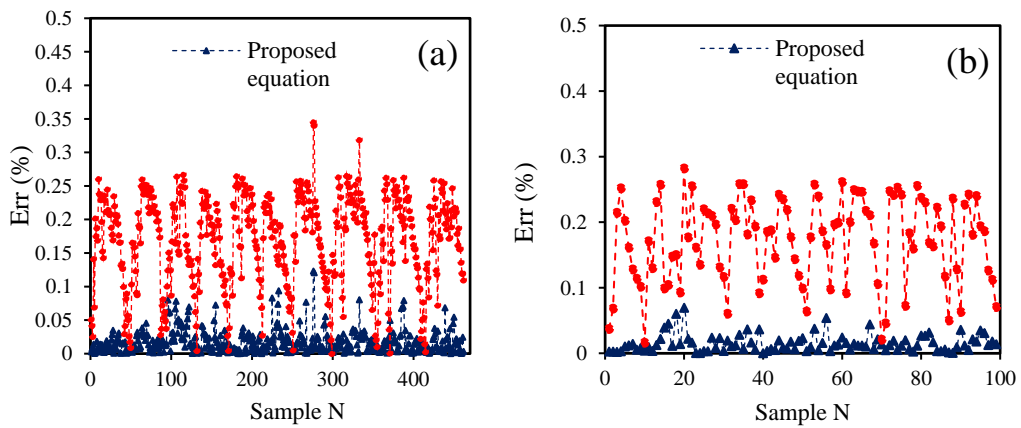 0.5
0.45
0.4
0.35
0.3
0.25
0.2
0.15
0.1
0.05
0
Err (%)
Proposed
equation
(a)
0 100 200 300 400
Sample N
0.5
0.4
0.3
0.2
0.1
0
Err (%)
Proposed
equation
(b)
0 20 40 60 80 100
Sample N